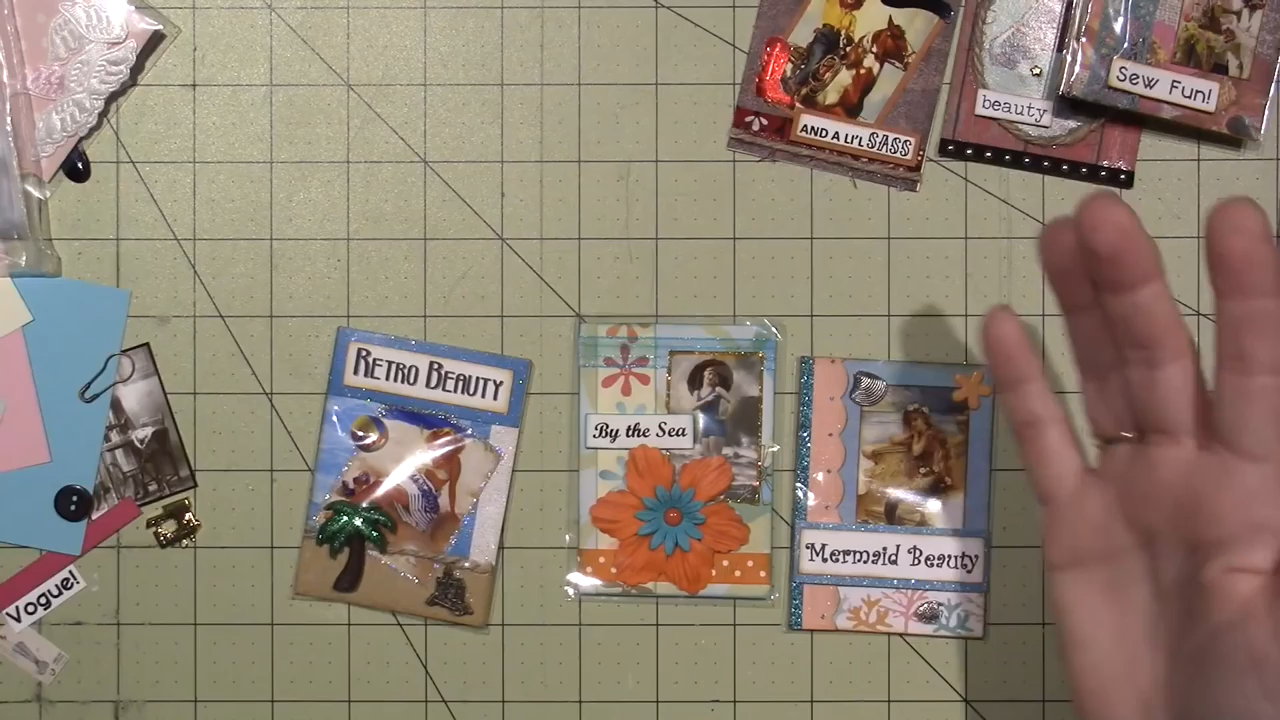 AND A LI'L SASS
beauty
Sew Fun!
RETRO BEAUTY
By the Sea
Mermaid Beauty
Vogue!